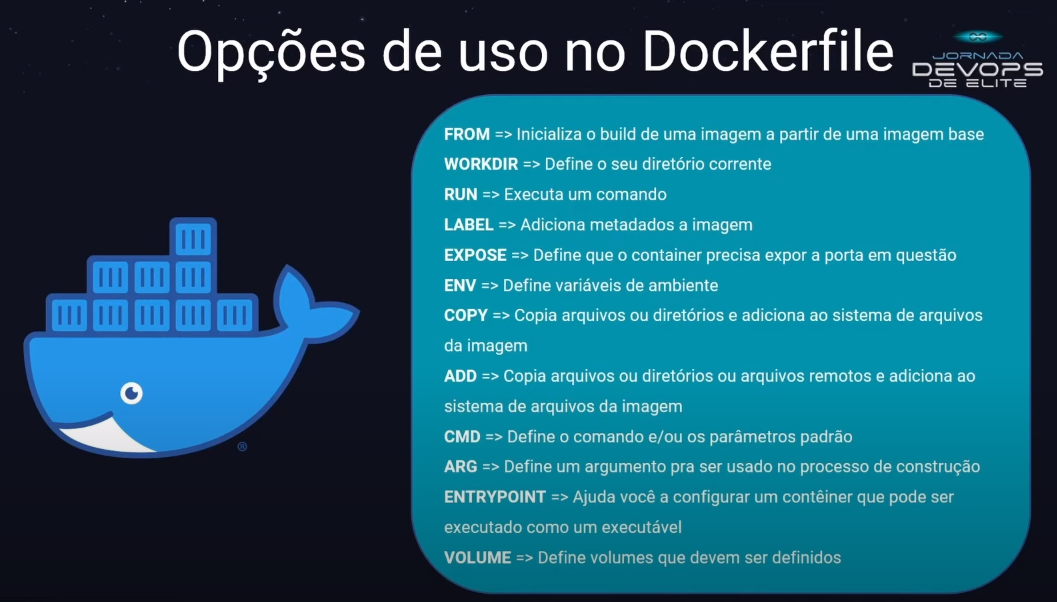 Opções de uso no Dockerfile
JORNADA
DEVOPS
DE ELITE
FROM => Inicializa o build de uma imagem a partir de uma imagem base
WORKDIR => Define o seu diretório corrente
RUN => Executa um comando
LABEL => Adiciona metadados a imagem
EXPOSE => Define que o container precisa expor a porta em questão
ENV => Define variáveis de ambiente
COPY => Copia arquivos ou diretórios e adiciona ao sistema de arquivos
da imagem
ADD => Copia arquivos ou diretórios ou arquivos remotos e adiciona ao
sistema de arquivos da imagem
CMD => Define o comando e/ou os parâmetros padrão
ARG => Define um argumento pra ser usado no processo de construção
ENTRYPOINT => Ajuda você a configurar um contêiner que pode ser
executado como um executável
VOLUME => Define volumes que devem ser definidos
®